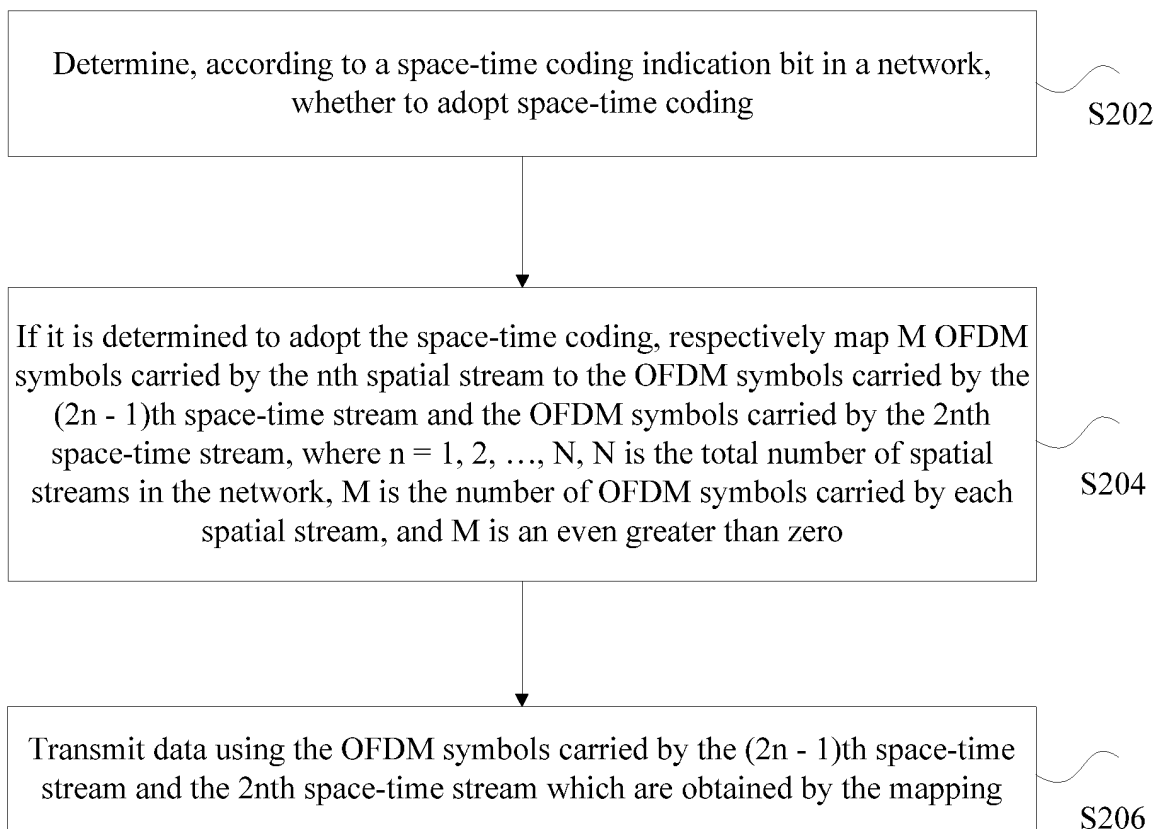 Determine, according to a space-time coding indication bit in a network,
whether to adopt space-time coding
S202
If it is determined to adopt the space-time coding, respectively map M OFDM
symbols carried by the nth spatial stream to the OFDM symbols carried by the
(2n - 1)th space-time stream and the OFDM symbols carried by the 2nth
space-time stream, where n = 1, 2, …, N, N is the total number of spatial
streams in the network, M is the number of OFDM symbols carried by each
spatial stream, and M is an even greater than zero
S204
Transmit data using the OFDM symbols carried by the (2n - 1)th space-time
stream and the 2nth space-time stream which are obtained by the mapping
S206